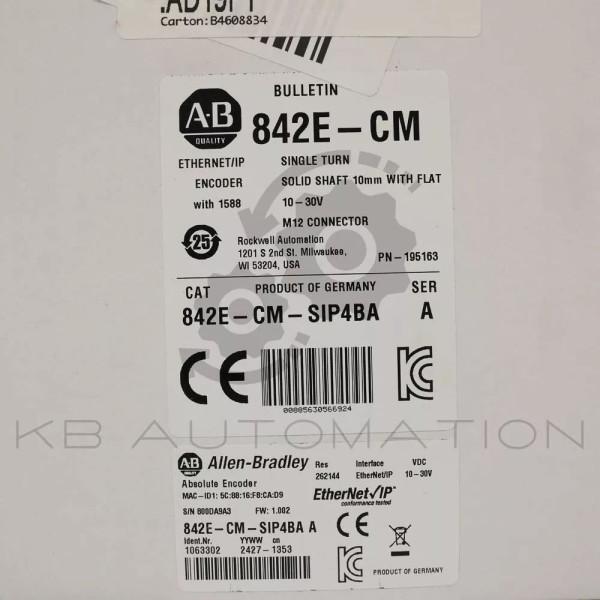 .AD19P1
Carton:B4608834
A-B
QUALITY
BULLETIN
842E-CM
ETHERNET/IP SINGLE TURN
ENCODER SOLID SHAFT 10mm WITH FLAT
with 1588 10-30V
M12 CONNECTOR
25
Rockwell Automation
1201 S 2nd St. Milwaukee,
WI 53204, USA
PN-195163
CAT PRODUCT OF GERMANY SER
842E-CM-SIP4BA A
CE
00885630566924
KB AUTOMATION
A-B Allen-Bradley Res Interface VDC
QUALITY
262144 EtherNet/IP 10-30V
Absolute Encoder
MAC-ID1: 5C:88:16:F8:CA:D9
EtherNet/IP
conformance tested
S/N 800DA9A3 FW: 1.002
842E-CM-SIP4BA A
Ident.Nr. YYWW cn
1063302 2427-1353
CE
PRODUCT OF GERMANY